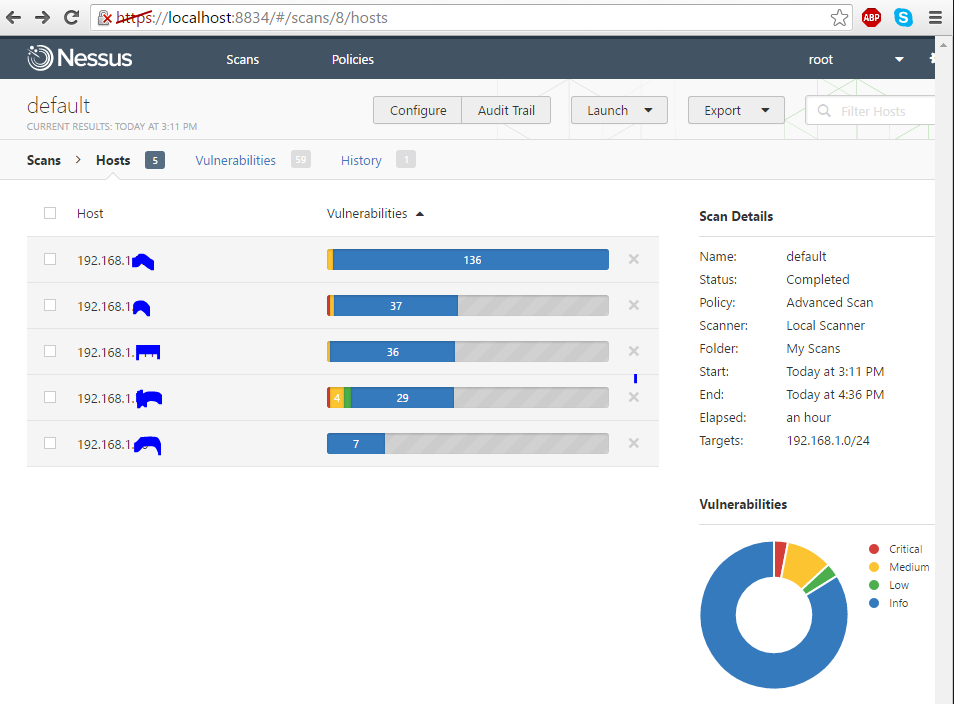 https://localhost:8834/#/scans/8/hosts
ABP
Nessus Scans Policies root
default
CURRENT RESULTS: TODAY AT 3:11 PM
Configure Audit Trail Launch Export Filter Hosts
Scans > Hosts 5 Vulnerabilities 59 History 1
Host Vulnerabilities
192.168.1 136
192.168.1 37
192.168.1. 36
192.168.1. 4 29
192.168.1. 7
Scan Details
Name: default
Status: Completed
Policy: Advanced Scan
Scanner: Local Scanner
Folder: My Scans
Start: Today at 3:11 PM
End: Today at 4:36 PM
Elapsed: an hour
Targets: 192.168.1.0/24
Vulnerabilities
Critical
Medium
Low
Info